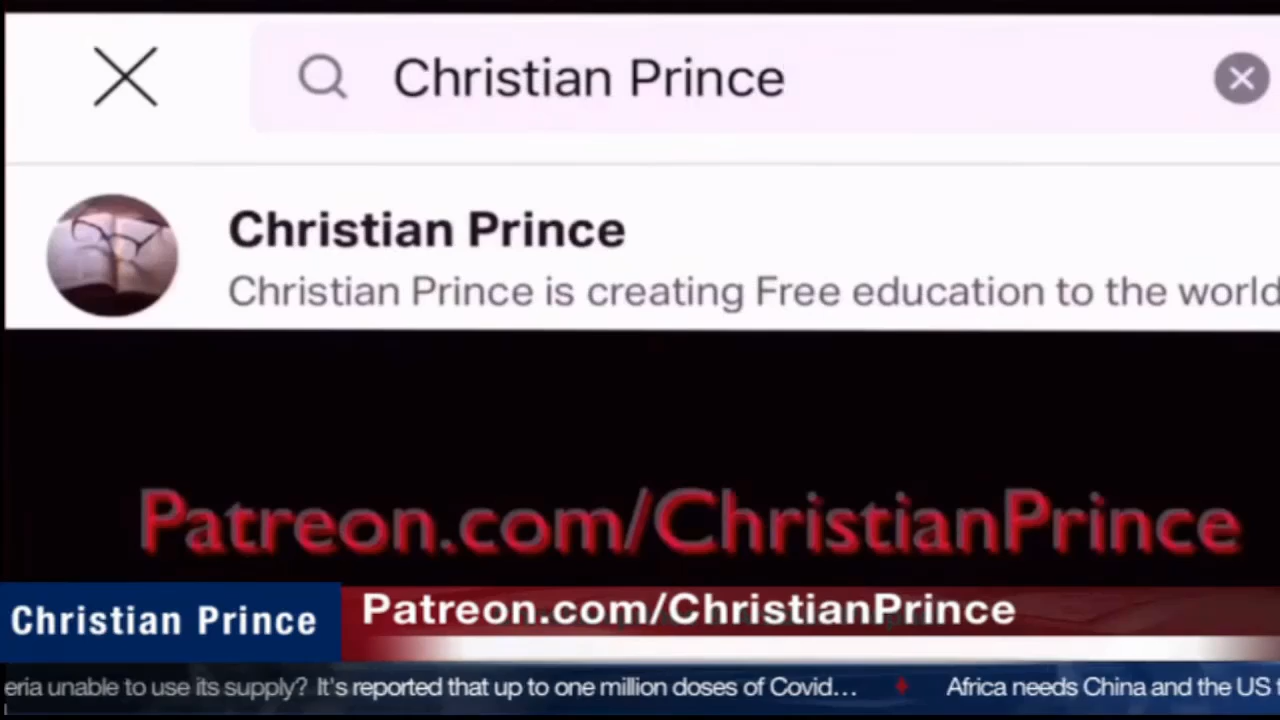 Christian Prince
Christian Prince
Christian Prince is creating Free education to the world
Patreon.com/ChristianPrince
Christian Prince
Patreon.com/ChristianPrince
eria unable to use its supply? It's reported that up to one million doses of Covid... Africa needs China and the US